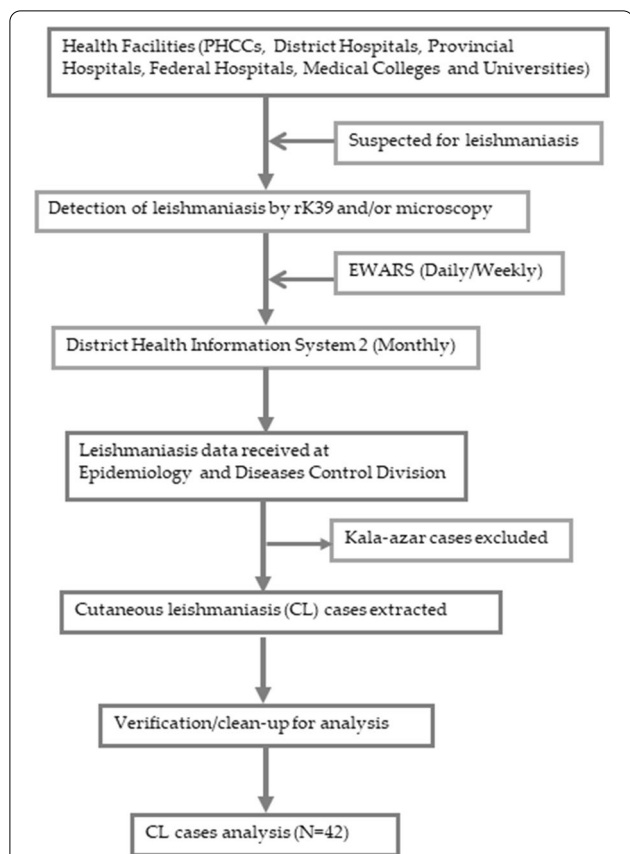 Health Facilities (PHCCs, District Hospitals, Provincial
Hospitals, Federal Hospitals, Medical Colleges and Universities)
Suspected for leishmaniasis
Detection of leishmaniasis by rK39 and/or microscopy
EWARS (Daily/Weekly)
District Health Information System 2 (Monthly)
Leishmaniasis data received at
Epidemiology and Diseases Control Division
Kala-azar cases excluded
Cutaneous leishmaniasis (CL) cases extracted
Verification/clean-up for analysis
CL cases analysis (N=42)